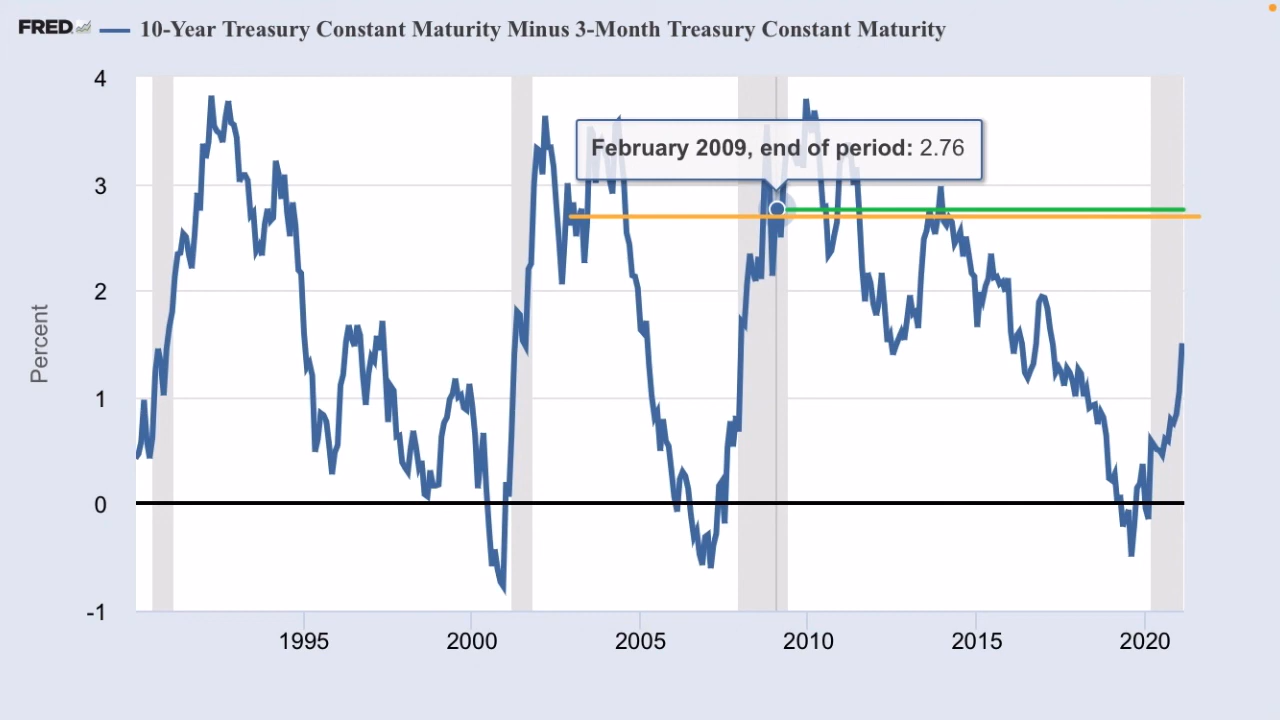 FRED 10-Year Treasury Constant Maturity Minus 3-Month Treasury Constant Maturity
4
3
2
1
0
-1
Percent
February 2009, end of period: 2.76
1995 2000 2005 2010 2015 2020